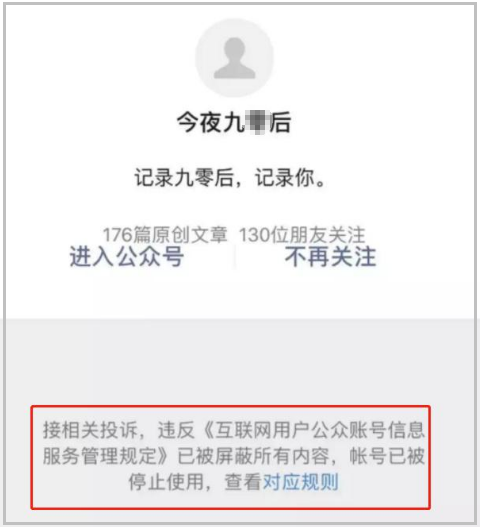 今夜九后
记录九零后，记录你。
176篇原创文章 130位朋友关注
进入公众号 不再关注
接相关投诉，违反《互联网用户公众账号信息
服务管理规定》已被屏蔽所有内容，帐号已被
停止使用，查看对应规则